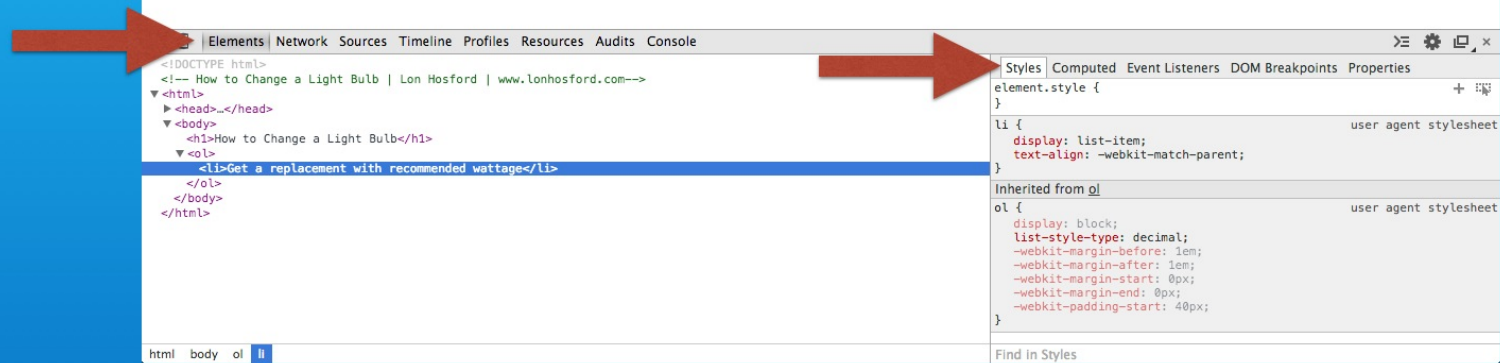 Elements Network Sources Timeline Profiles Resources Audits Console
<!DOCTYPE html>
<!-- How to Change a Light Bulb | Lon Hosford | www.lonhosford.com-->
<html>
<head>…</head>
<body>
<h1>How to Change a Light Bulb</h1>
<ol>
<li>Get a replacement with recommended wattage</li>
</ol>
</body>
</html>
html body ol li
Styles Computed Event Listeners DOM Breakpoints Properties
element.style {
}
li { user agent stylesheet
display: list-item;
text-align: -webkit-match-parent;
}
Inherited from ol
ol { user agent stylesheet
display: block;
list-style-type: decimal;
-webkit-margin-before: 1em;
-webkit-margin-after: 1em;
-webkit-margin-start: 0px;
-webkit-margin-end: 0px;
-webkit-padding-start: 40px;
}
Find in Styles